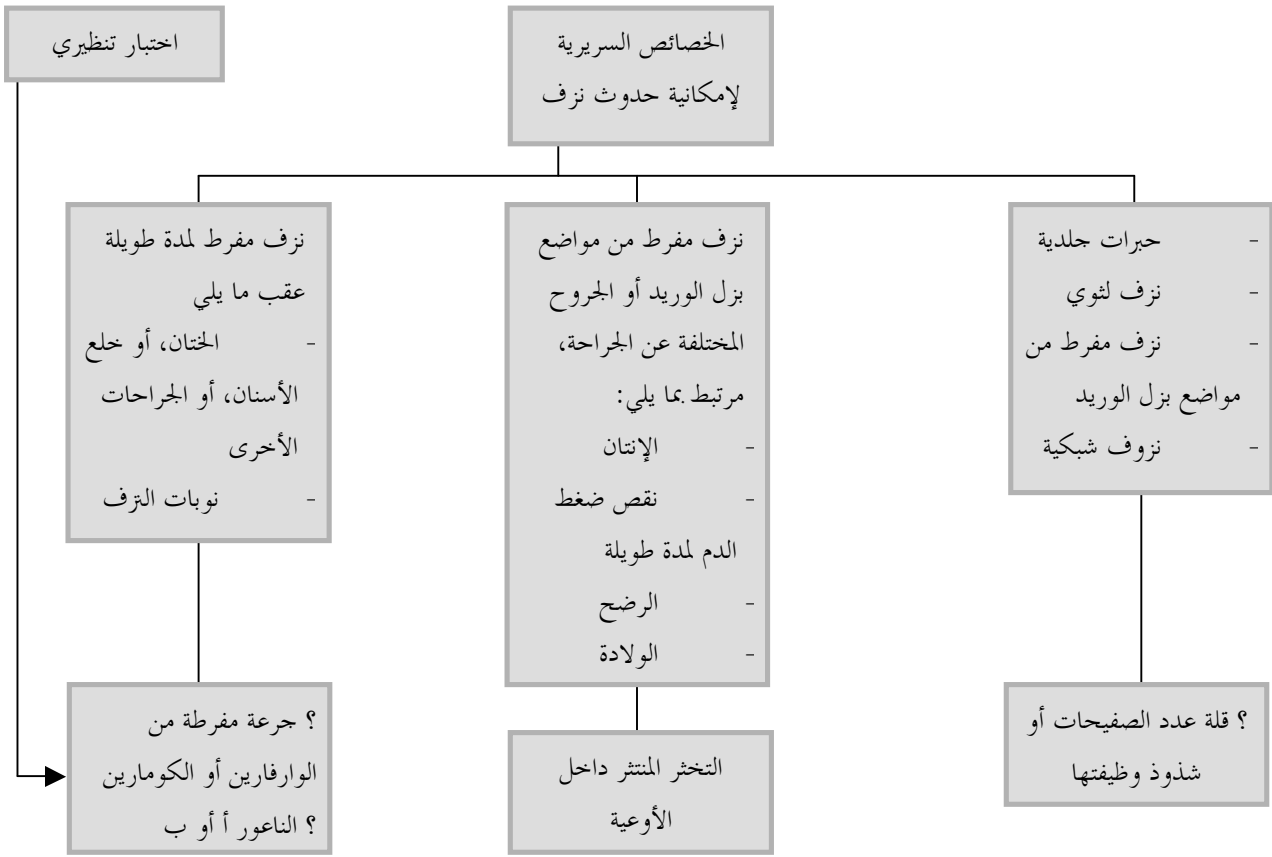 الخصائص السريرية
لإمكانية حدوث نزف
اختبار تنظيري
- حبرات جلدية
- نزف لثوي
- نزف مفرط من
مواضع بزل الوريد
- نزوف شبكية
نزف مفرط من مواضع
بزل الوريد أو الجروح
المختلفة عن الجراحة،
مرتبط بما يلي:
- الإنتان
- نقص ضغط
الدم لمدة طويلة
- الرضح
- الولادة
نزف مفرط لمدة طويلة
عقب ما يلي
- الختان، أو خلع
الأسنان، أو الجراحات
الأخرى
- نوبات النزف
؟ قلة عدد الصفيحات أو
شذوذ وظيفتها
التخثر المنتثر داخل
الأوعية
؟ جرعة مفرطة من
الوارفارين أو الكومارين
؟ الناعور أ أو ب